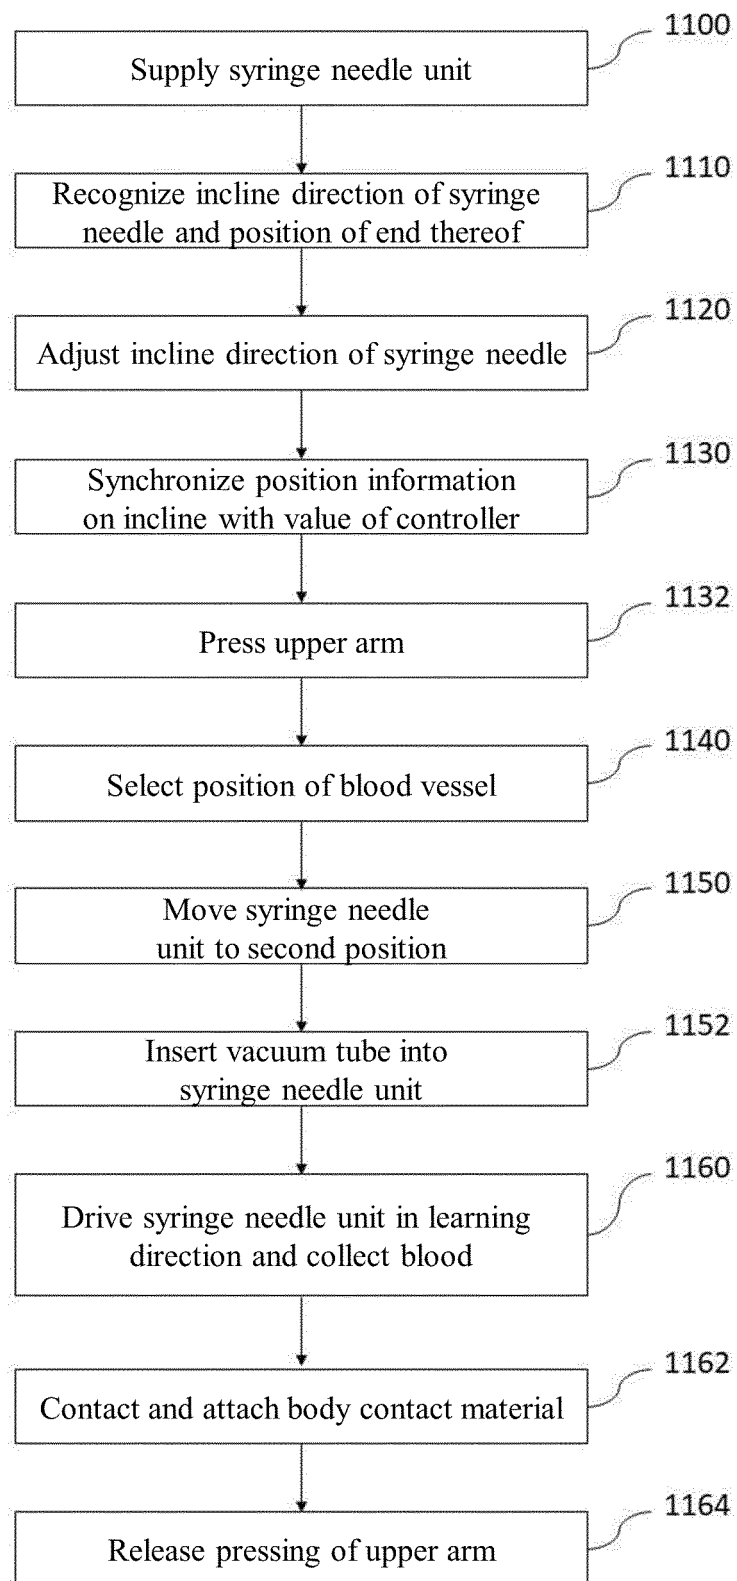 1100
Supply syringe needle unit
1110
Recognize incline direction of syringe
needle and position of end thereof
1120
Adjust incline direction of syringe needle
1130
Synchronize position information
on incline with value of controller
1132
Press upper arm
1140
Select position of blood vessel
1150
Move syringe needle
unit to second position
1152
Insert vacuum tube into
syringe needle unit
1160
Drive syringe needle unit in learning
direction and collect blood
1162
Contact and attach body contact material
1164
Release pressing of upper arm